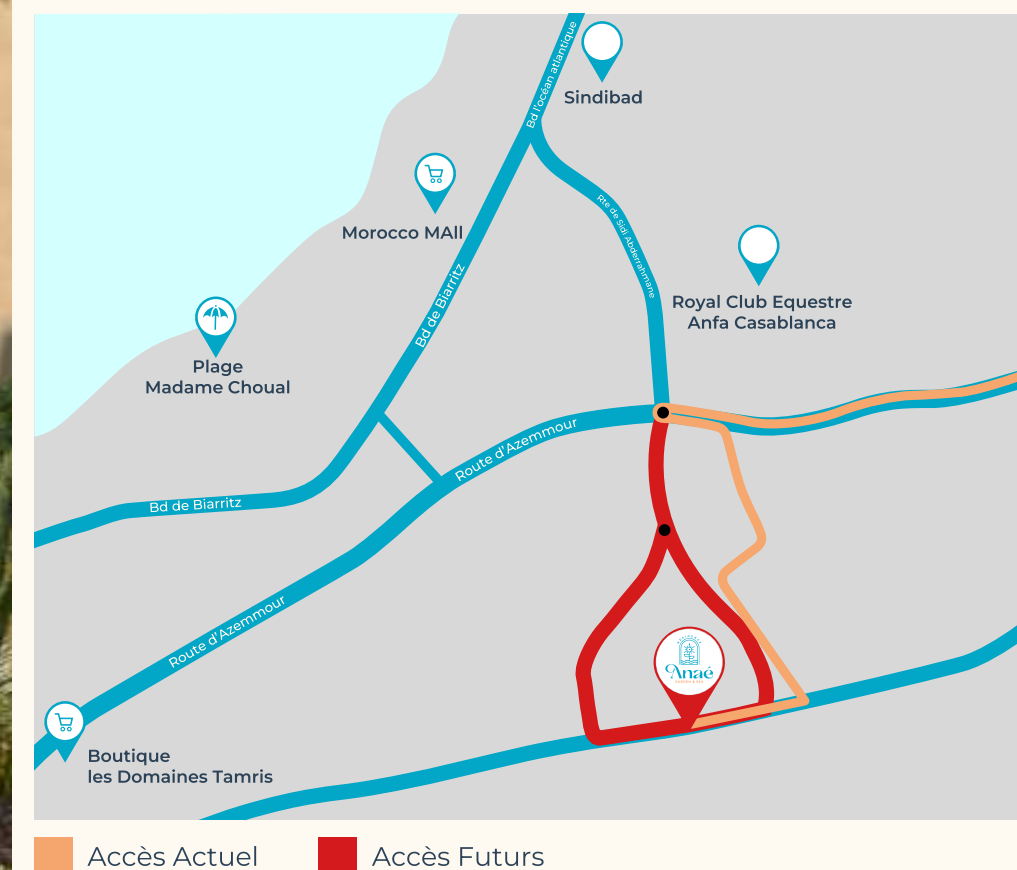 Bd l'océan atlantique
Sindibad
Morocco MAll
Rte de Sidi Abderrahmane
Royal Club Equestre
Anfa Casablanca
Bd de Biarritz
Plage
Madame Choual
Route d'Azemmour
Bd de Biarritz
Route d'Azemmour
Anaé
Boutique
les Domaines Tamris
Accès Actuel
Accès Futurs